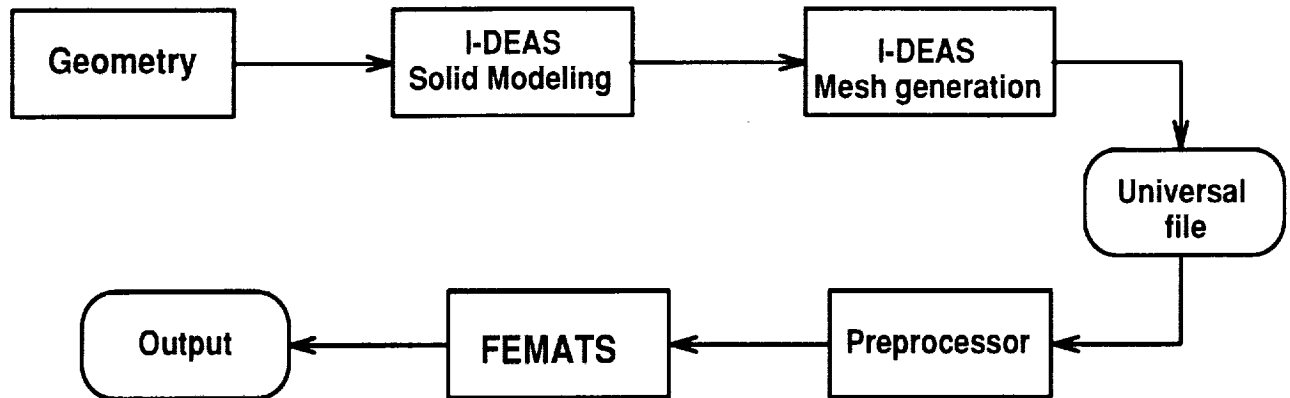 Geometry
I-DEAS
Solid Modeling
I-DEAS
Mesh generation
Universal
file
Preprocessor
FEMATS
Output